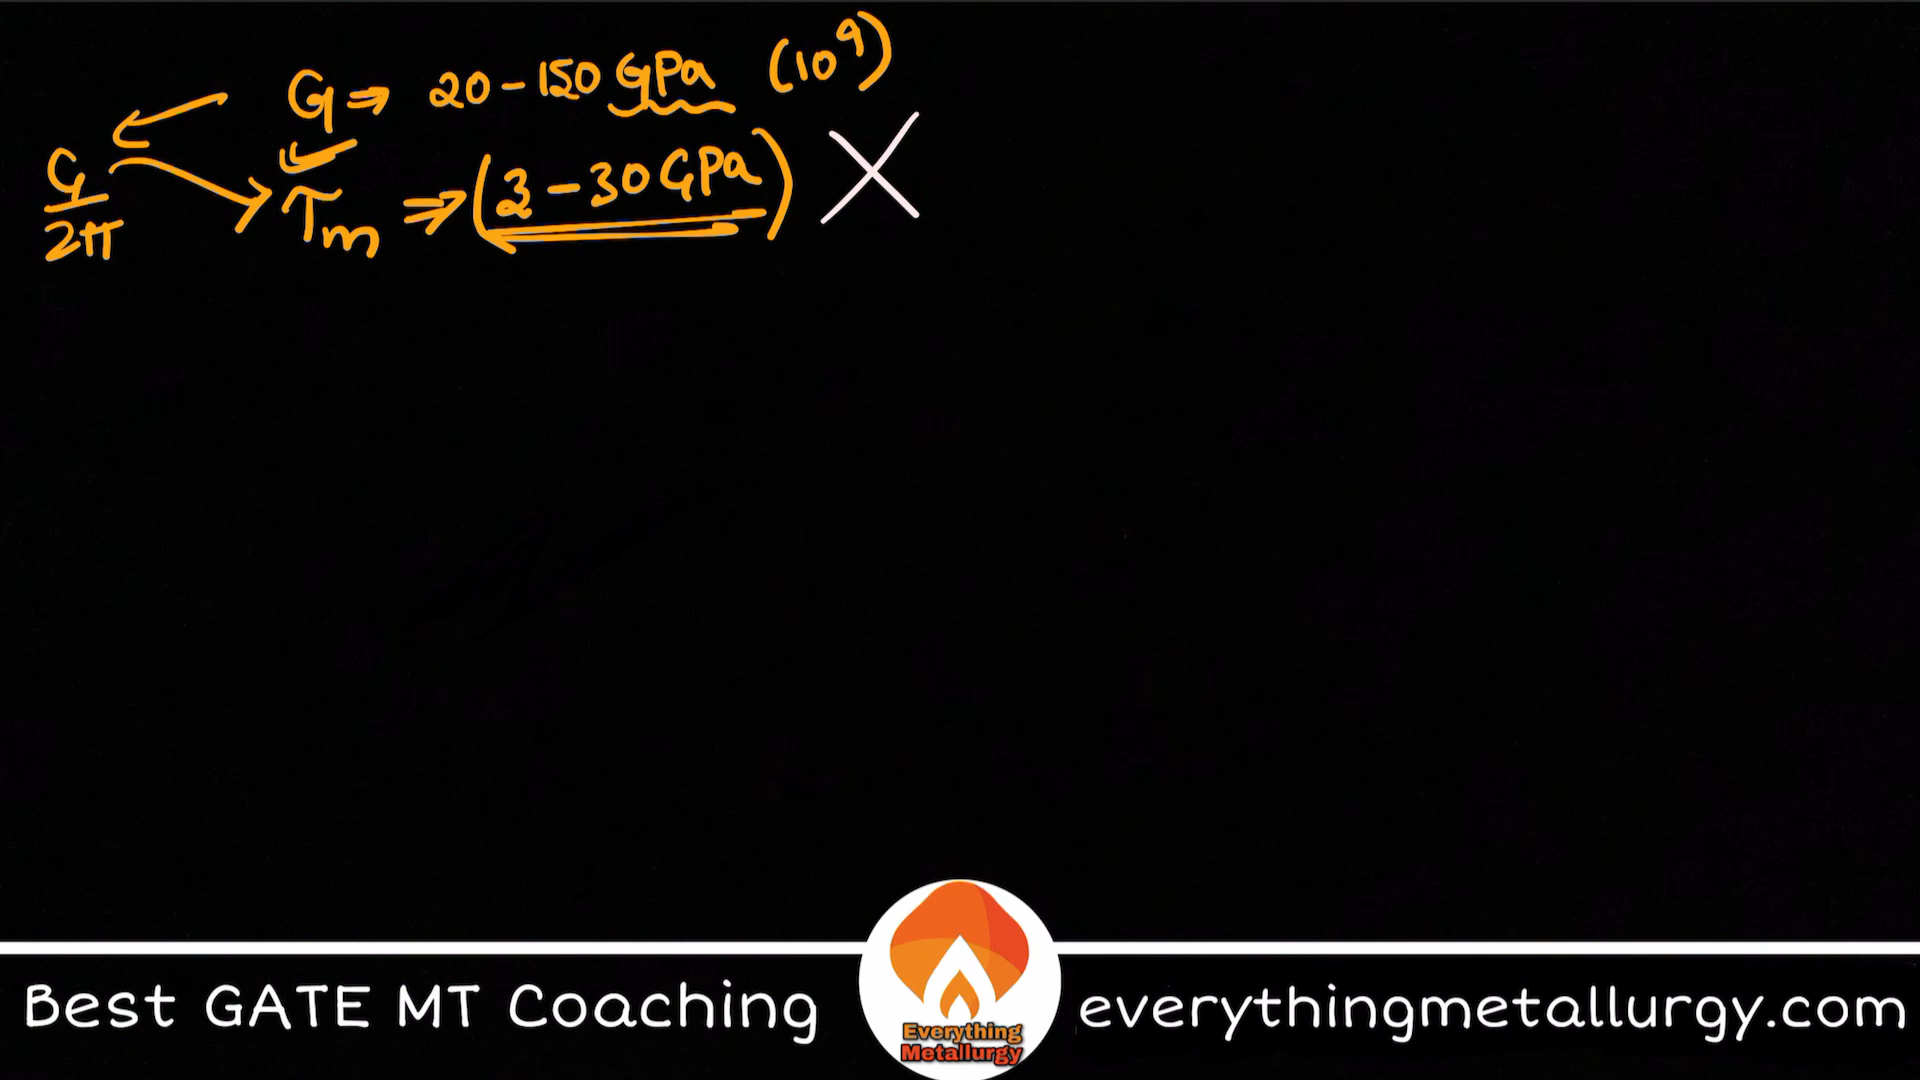 G ⇒ 20-150 GPa (10⁹)
G/2π
τm ⇒ (3-30 GPa) X
Best GATE MT Coaching
Everything
Metallurgy
everythingmetallurgy.com